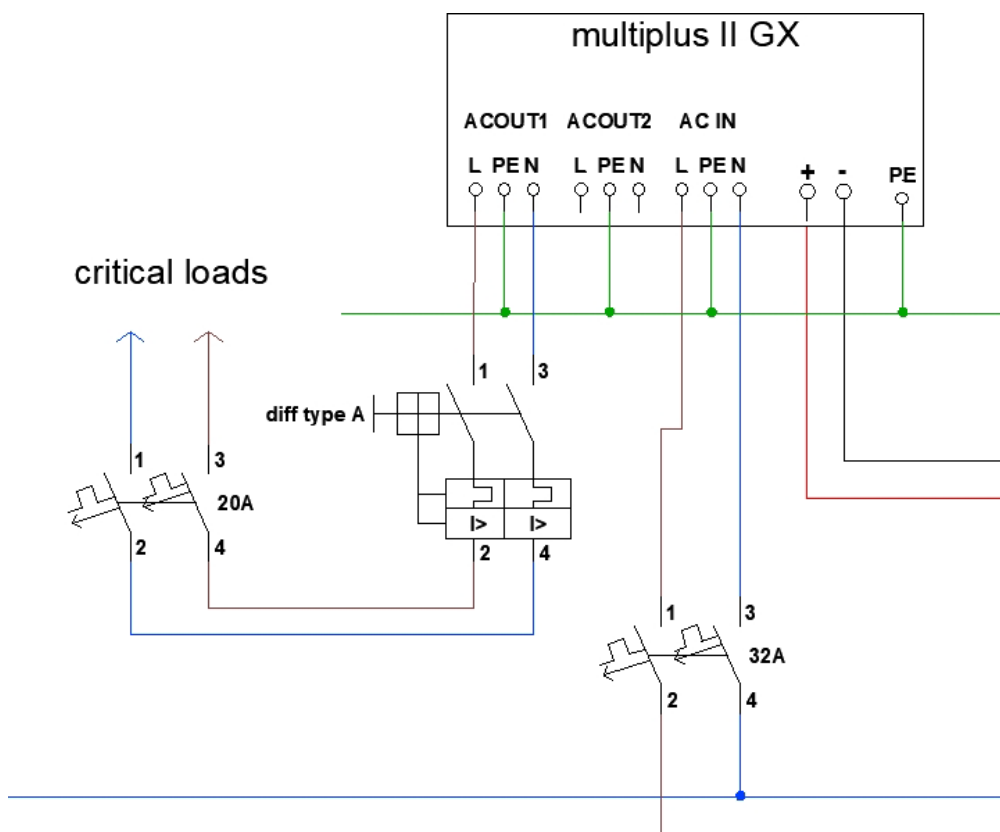 multiplus II GX
ACOUT1 ACOUT2 AC IN
L PE N L PE N L PE N + - PE
critical loads
1 3
diff type A
1 3
20A
I> I>
2 4
2 4
1 3
32A
2 4